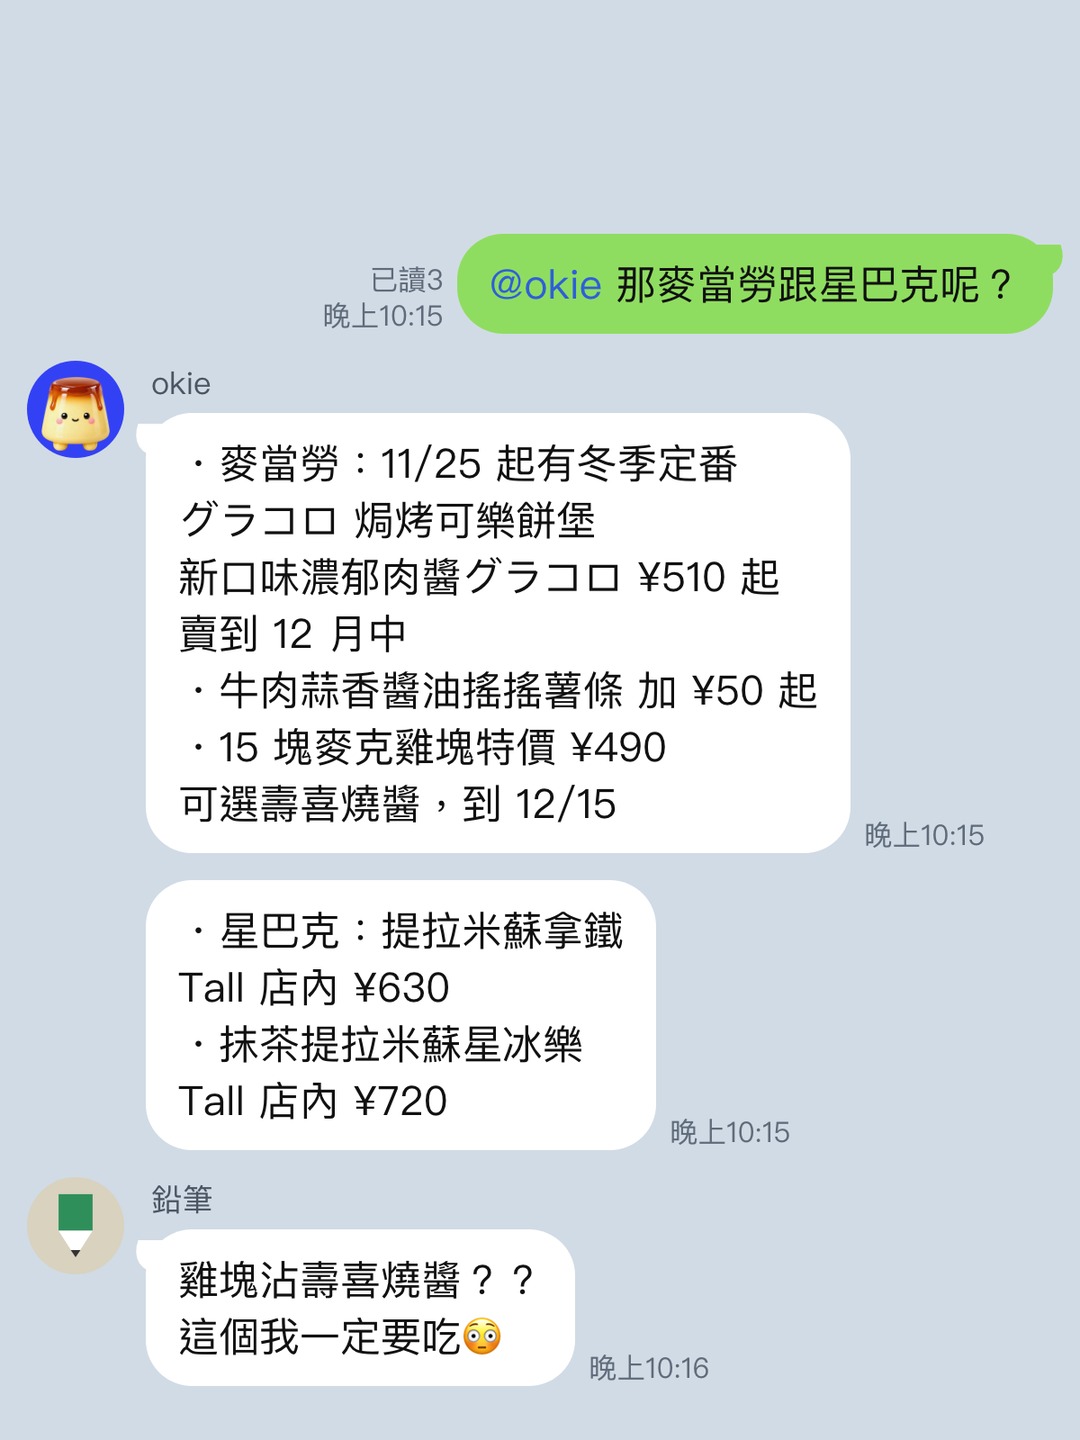 @okie 那麥當勞跟星巴克呢？
已讀3
晚上10:15
okie
・麥當勞：11/25 起有冬季定番
グラコロ 焗烤可樂餅堡
新口味濃郁肉醬グラコロ ¥510 起
賣到 12 月中
・牛肉蒜香醬油搖搖薯條 加 ¥50 起
・15 塊麥克雞塊特價 ¥490
可選壽喜燒醬，到 12/15
晚上10:15
・星巴克：提拉米蘇拿鐵
Tall 店內 ¥630
・抹茶提拉米蘇星冰樂
Tall 店內 ¥720
晚上10:15
鉛筆
雞塊沾壽喜燒醬？？
這個我一定要吃😳
晚上10:16